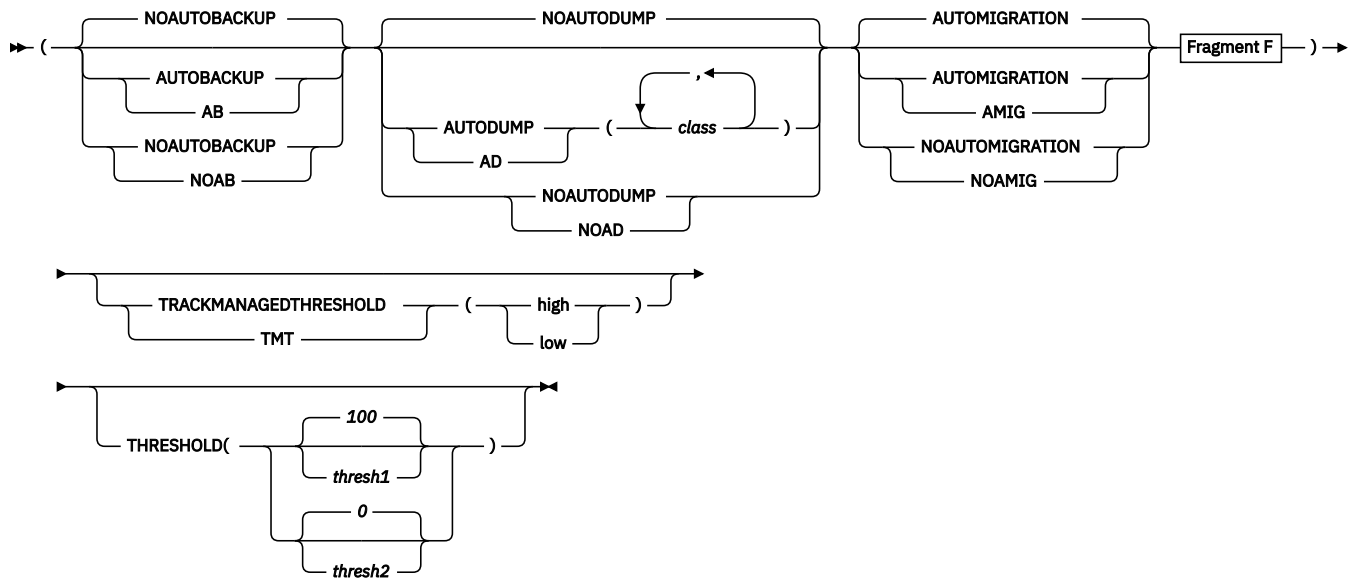 NOAUTOBACKUP NOAUTODUMP AUTOMIGRATION
( Fragment F )
AUTOBACKUP AUTOMIGRATION
,
AB AMIG
AUTODUMP ( class )
NOAUTOBACKUP NOAUTOMIGRATION
AD
NOAB NOAMIG
NOAUTODUMP
NOAD
TRACKMANAGEDTHRESHOLD ( high )
TMT low
100
THRESHOLD( )
thresh1
0
thresh2